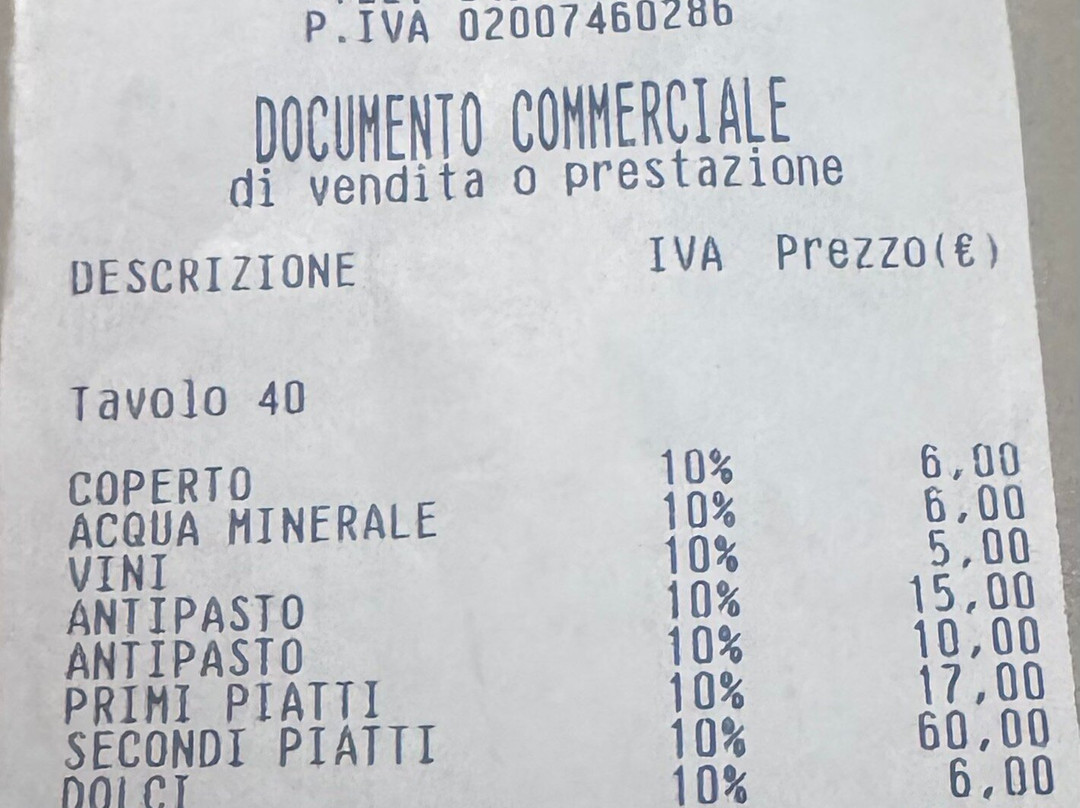 P.IVA 02007460286
DOCUMENTO COMMERCIALE
di vendita o prestazione
DESCRIZIONE IVA Prezzo(€)
Tavolo 40
COPERTO 10% 6,00
ACQUA MINERALE 10% 6,00
VINI 10% 5,00
ANTIPASTO 10% 15,00
ANTIPASTO 10% 10,00
PRIMI PIATTI 10% 17,00
SECONDI PIATTI 10% 60,00
DOLCI 10% 6,00